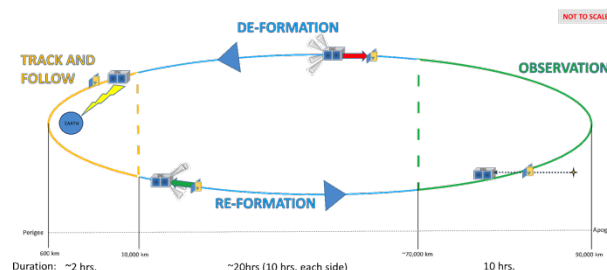 DE-FORMATION
NOT TO SCALE
TRACK AND
FOLLOW
OBSERVATION
EARTH
RE-FORMATION
Perigee
600 km
10,000 km
~70,000 km
90,000 km
Duration: ~2 hrs.
~20hrs (10 hrs. each side)
10 hrs.